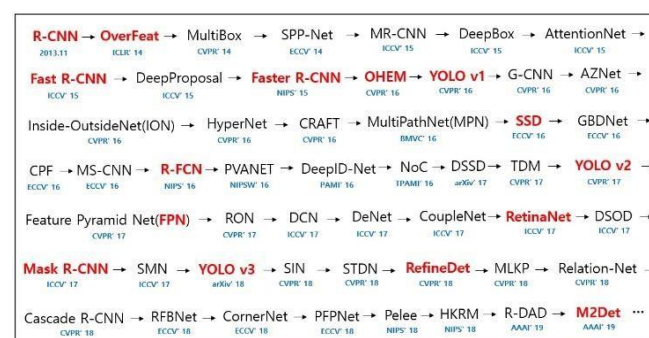 R-CNN → OverFeat → MultiBox → SPP-Net → MR-CNN → DeepBox → AttentionNet →
2013.11 ICLR' 14 CVPR' 14 ECCV' 14 ICCV' 15 ICCV' 15 ICCV' 15
Fast R-CNN → DeepProposal → Faster R-CNN → OHEM → YOLO v1 → G-CNN → AZNet →
ICCV' 15 ICCV' 15 NIPS' 15 CVPR' 16 CVPR' 16 CVPR' 16 CVPR' 16
Inside-OutsideNet(ION) → HyperNet → CRAFT → MultiPathNet(MPN) → SSD → GBDNet →
CVPR' 16 CVPR' 16 CVPR' 16 BMVC' 16 ECCV' 16 ECCV' 16
CPF → MS-CNN → R-FCN → PVANET → DeepID-Net → NoC → DSSD → TDM → YOLO v2 →
ECCV' 16 ECCV' 16 NIPS' 16 NIPSW' 16 PAMI' 16 TPAMI' 16 arXiv' 17 CVPR' 17 CVPR' 17
Feature Pyramid Net(FPN) → RON → DCN → DeNet → CoupleNet → RetinaNet → DSOD →
CVPR' 17 CVPR' 17 ICCV' 17 ICCV' 17 ICCV' 17 ICCV' 17 ICCV' 17
Mask R-CNN → SMN → YOLO v3 → SIN → STDN → RefineDet → MLKP → Relation-Net →
ICCV' 17 ICCV' 17 arXiv' 18 CVPR' 18 CVPR' 18 CVPR' 18 CVPR' 18 CVPR' 18
Cascade R-CNN → RFBNet → CornerNet → PFPNet → Pelee → HKRM → R-DAD → M2Det ···
CVPR' 18 ECCV' 18 ECCV' 18 ECCV' 18 NIPS' 18 NIPS' 18 AAAI' 19 AAAI' 19